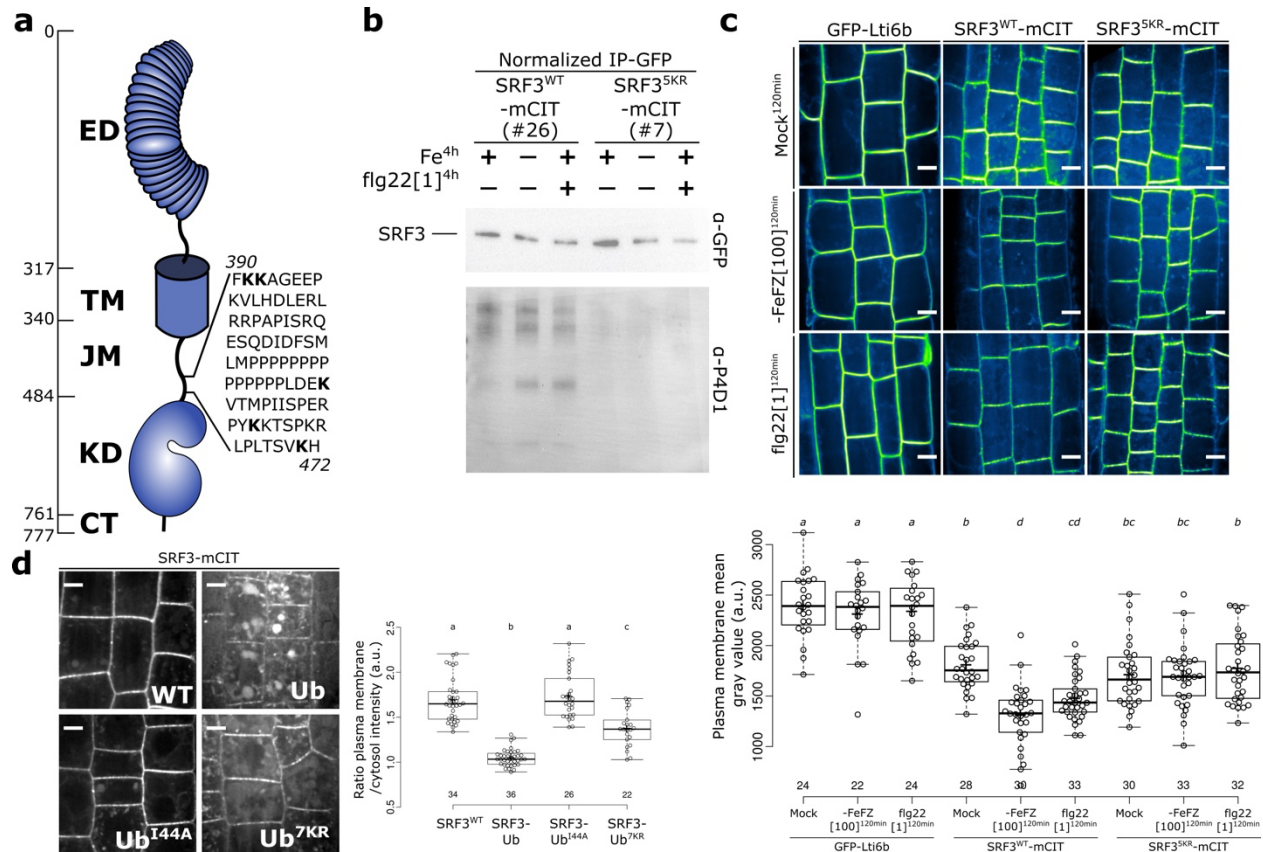 a
0
ED
317
TM
340
JM
484
KD
761
CT
777
390
FKKAGEEP
KVLHDLERL
RRPAPISRQ
ESQDIDFSM
LMPPPPPPPP
PPPPPPLDEK
VTMPIISPER
PYKKTSPKR
LPLTSVKH
472
b
Normalized IP-GFP
SRF3WT SRF35KR
-mCIT -mCIT
(#26) (#7)
Fe4h + − + + − +
flg22[1]4h − − + − − +
SRF3
α-GFP
α-P4D1
c
GFP-Lti6b SRF3WT-mCIT SRF35KR-mCIT
Mock120min
-FeFZ[100]120min
flg22[1]120min
Plasma membrane mean
gray value (a.u.)
3000
2500
2000
1500
1000
a a a b d cd bc bc b
24 22 24 28 30 33 30 33 32
Mock -FeFZ flg22 Mock -FeFZ flg22 Mock -FeFZ flg22
[100]120min [1]120min [100]120min [1]120min [100]120min [1]120min
GFP-Lti6b SRF3WT-mCIT SRF35KR-mCIT
d
SRF3-mCIT
WT Ub
UbI44A Ub7KR
Ratio plasma membrane
/cytosol intensity (a.u.)
2.5
2.0
1.5
1.0
0.5
a b a c
34 36 26 22
SRF3WT SRF3- SRF3- SRF3-
Ub UbI44A Ub7KR